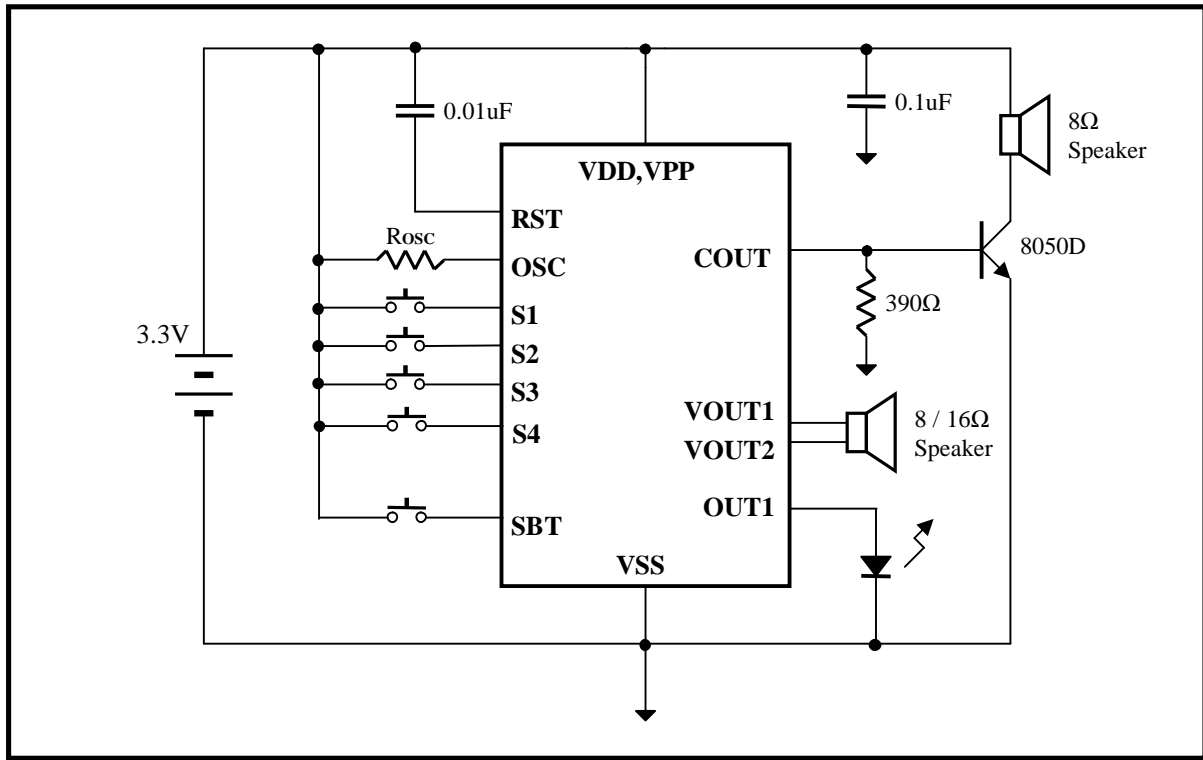 0.01uF
0.1uF
8Ω
Speaker
VDD,VPP
RST
Rosc
OSC
COUT
8050D
S1
390Ω
3.3V
S2
S3
VOUT1
8 / 16Ω
S4
VOUT2
Speaker
OUT1
SBT
VSS